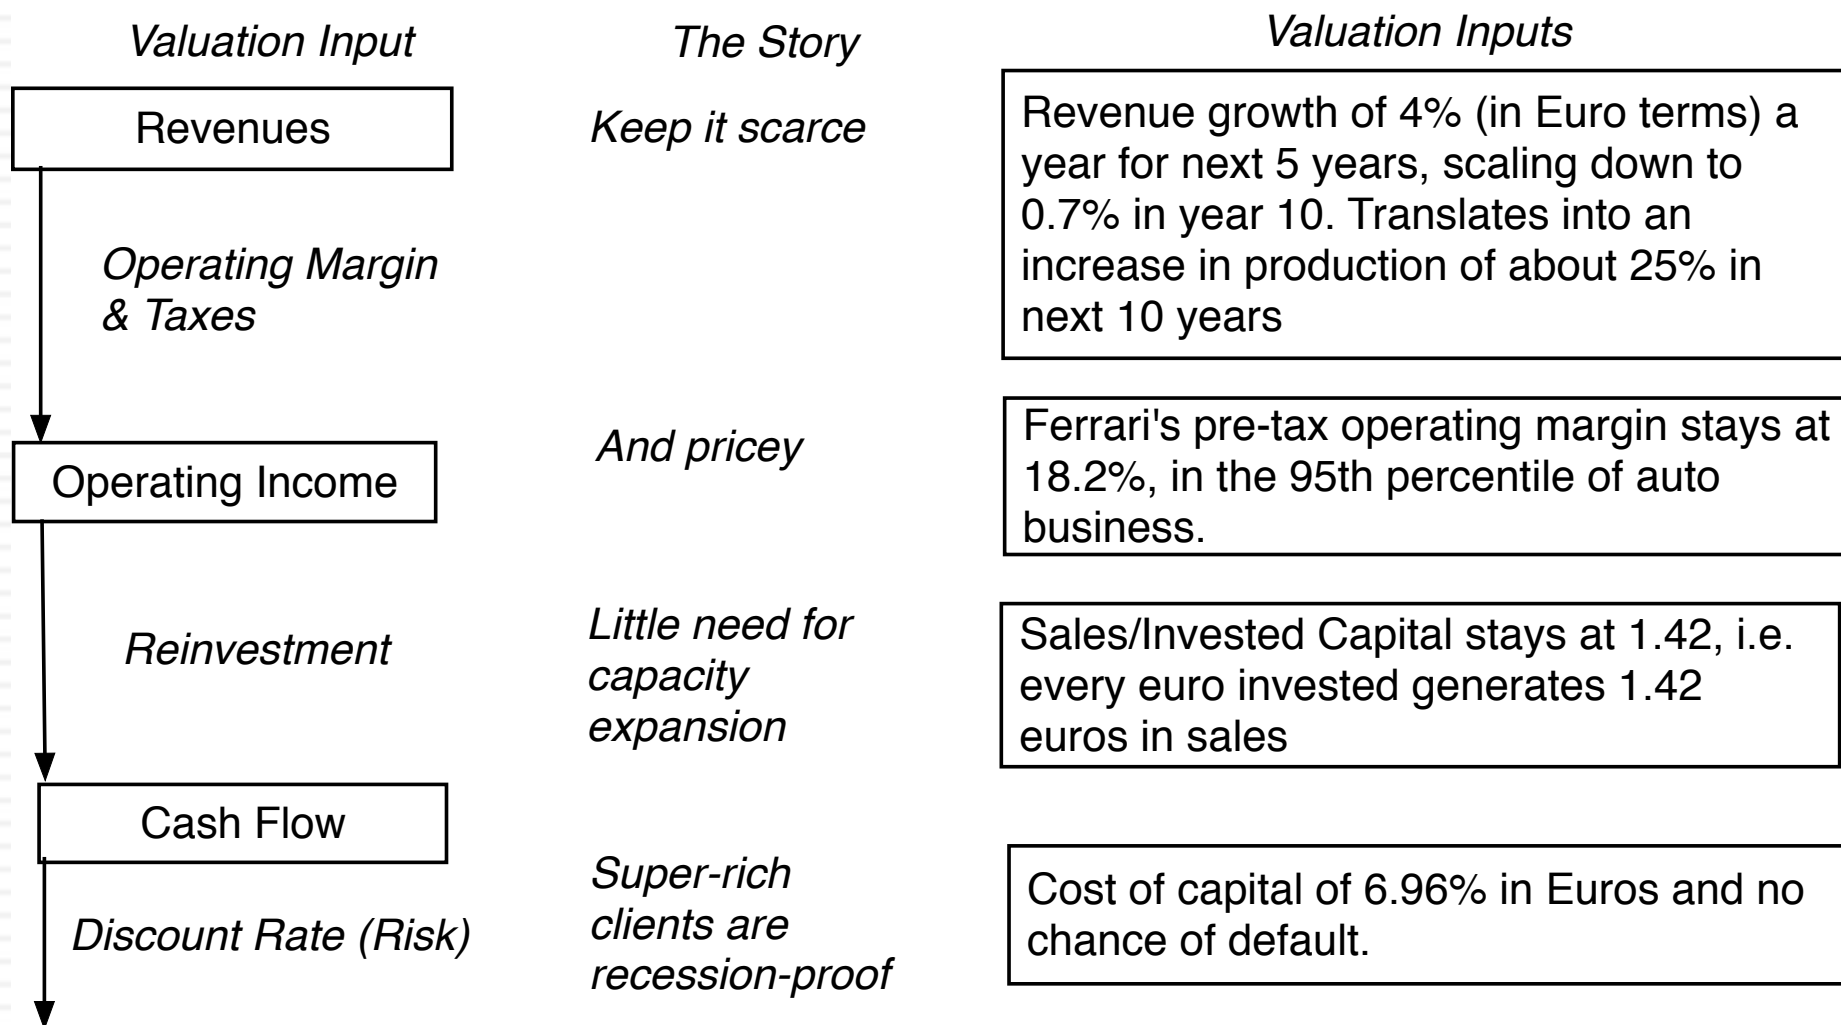 Valuation Input
The Story
Valuation Inputs
Revenues
Keep it scarce
Revenue growth of 4% (in Euro terms) a
year for next 5 years, scaling down to
0.7% in year 10. Translates into an
increase in production of about 25% in
next 10 years
Operating Margin
& Taxes
Operating Income
And pricey
Ferrari's pre-tax operating margin stays at
18.2%, in the 95th percentile of auto
business.
Reinvestment
Little need for
capacity
expansion
Sales/Invested Capital stays at 1.42, i.e.
every euro invested generates 1.42
euros in sales
Cash Flow
Discount Rate (Risk)
Super-rich
clients are
recession-proof
Cost of capital of 6.96% in Euros and no
chance of default.